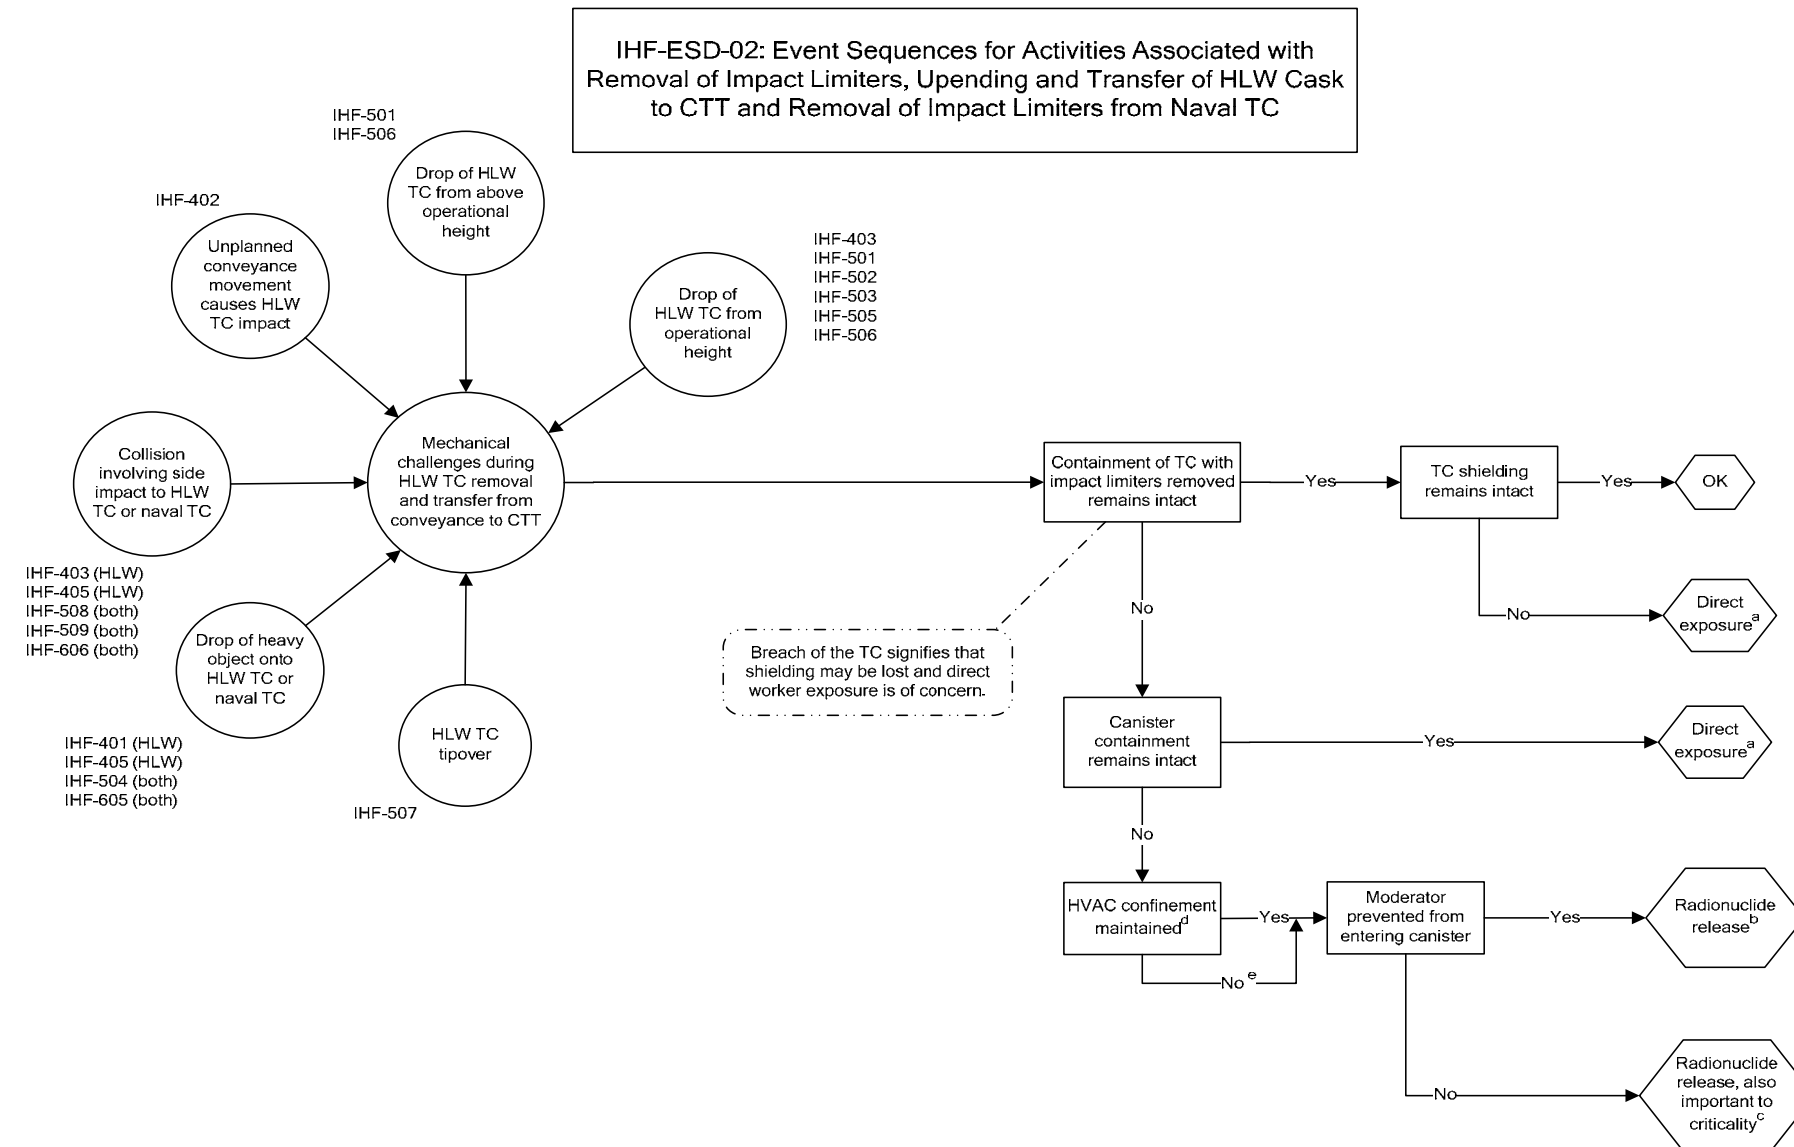 IHF-ESD-02: Event Sequences for Activities Associated with
Removal of Impact Limiters, Upending and Transfer of HLW Cask
to CTT and Removal of Impact Limiters from Naval TC
IHF-501
IHF-506
Drop of HLW
TC from above
operational
height
IHF-402
Unplanned
conveyance
movement
causes HLW
TC impact
IHF-403
IHF-501
IHF-502
IHF-503
IHF-505
IHF-506
Drop of
HLW TC from
operational
height
Collision
involving side
impact to HLW
TC or naval TC
IHF-403 (HLW)
IHF-405 (HLW)
IHF-508 (both)
IHF-509 (both)
IHF-606 (both)
Mechanical
challenges during
HLW TC removal
and transfer from
conveyance to CTT
Drop of heavy
object onto
HLW TC or
naval TC
IHF-401 (HLW)
IHF-405 (HLW)
IHF-504 (both)
IHF-605 (both)
HLW TC
tipover
IHF-507
Containment of TC with
impact limiters removed
remains intact
Yes
TC shielding
remains intact
Yes
OK
No
Direct
exposure a
No
Breach of the TC signifies that
shielding may be lost and direct
worker exposure is of concern.
Canister
containment
remains intact
Yes
Direct
exposure a
No
HVAC confinement
maintained d
Yes
No e
Moderator
prevented from
entering canister
Yes
Radionuclide
release b
No
Radionuclide
release, also
important to
criticality c